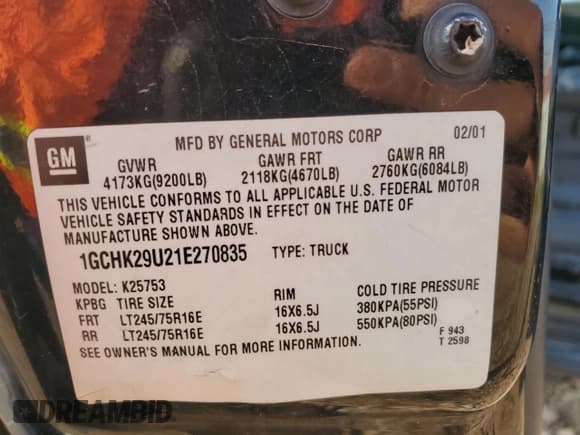 GM ®
MFD BY GENERAL MOTORS CORP 02/01
GVWR GAWR FRT GAWR RR
4173KG(9200LB) 2118KG(4670LB) 2760KG(6084LB)
THIS VEHICLE CONFORMS TO ALL APPLICABLE U.S. FEDERAL MOTOR
VEHICLE SAFETY STANDARDS IN EFFECT ON THE DATE OF
MANUFACTURE SHOWN ABOVE.
1GCHK29U21E270835 TYPE: TRUCK
MODEL: K25753
KPBG TIRE SIZE RIM COLD TIRE PRESSURE
FRT LT245/75R16E 16X6.5J 380KPA(55PSI)
RR LT245/75R16E 16X6.5J 550KPA(80PSI)
SEE OWNER'S MANUAL FOR MORE INFORMATION.
F 943
T 2598
DREAMBID